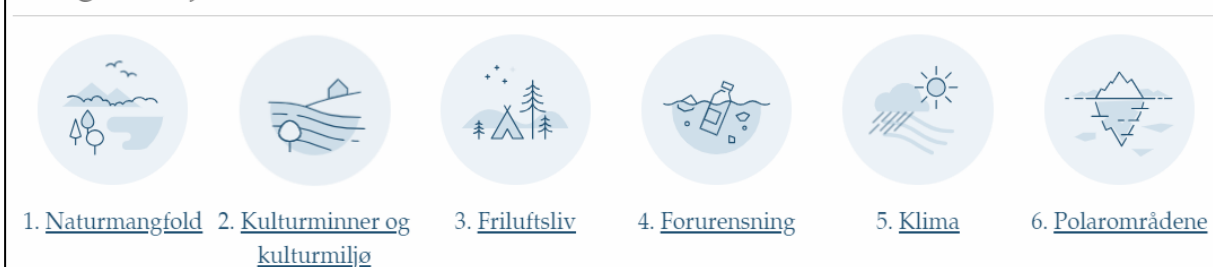 1. Naturmangfold 2. Kulturminner og 3. Friluftsliv 4. Forurensning 5. Klima 6. Polarområdene
kulturmiljø